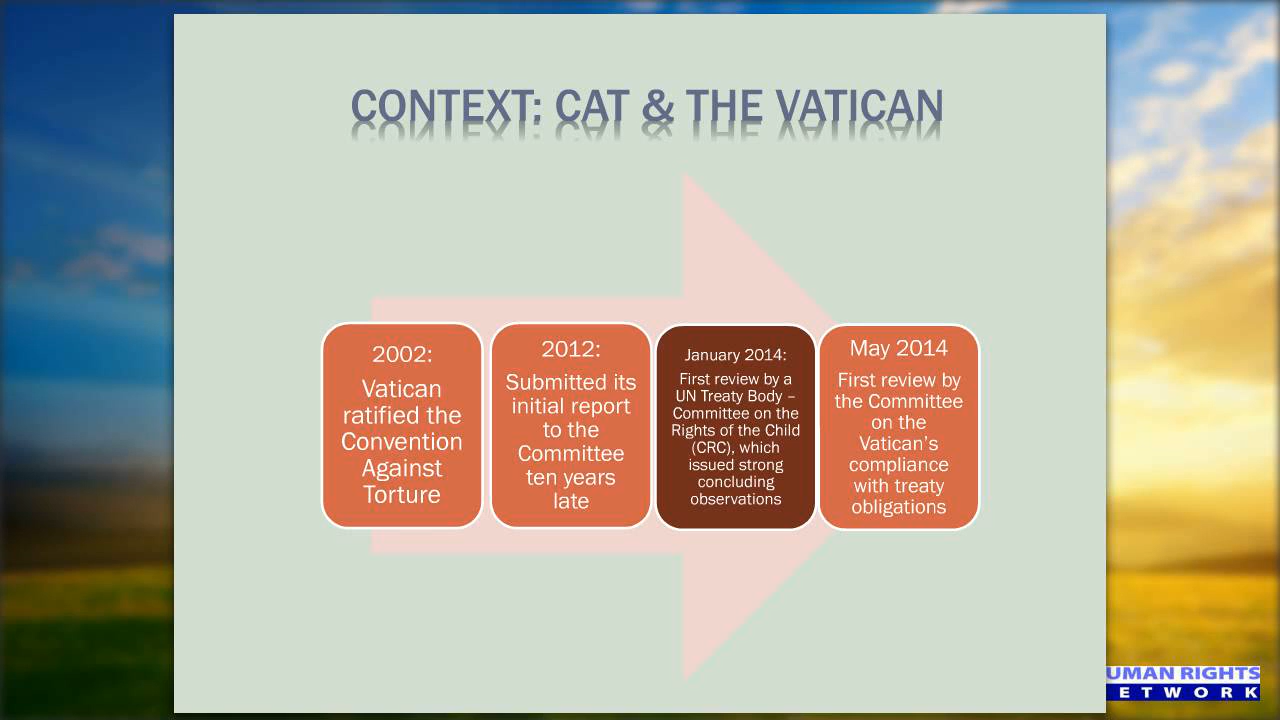 CONTEXT: CAT & THE VATICAN
2002:
Vatican
ratified the
Convention
Against
Torture
2012:
Submitted its
initial report
to the
Committee
ten years
late
January 2014:
First review by a
UN Treaty Body –
Committee on the
Rights of the Child
(CRC), which
issued strong
concluding
observations
May 2014
First review by
the Committee
on the
Vatican's
compliance
with treaty
obligations
UMAN RIGHTS
ETWORK